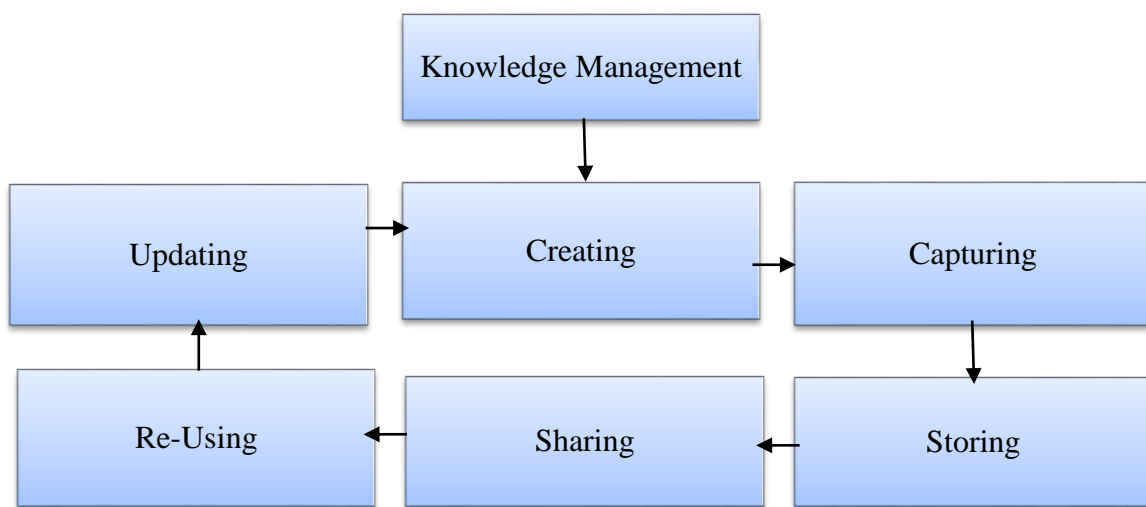 Knowledge Management
Updating
Creating
Capturing
Re-Using
Sharing
Storing